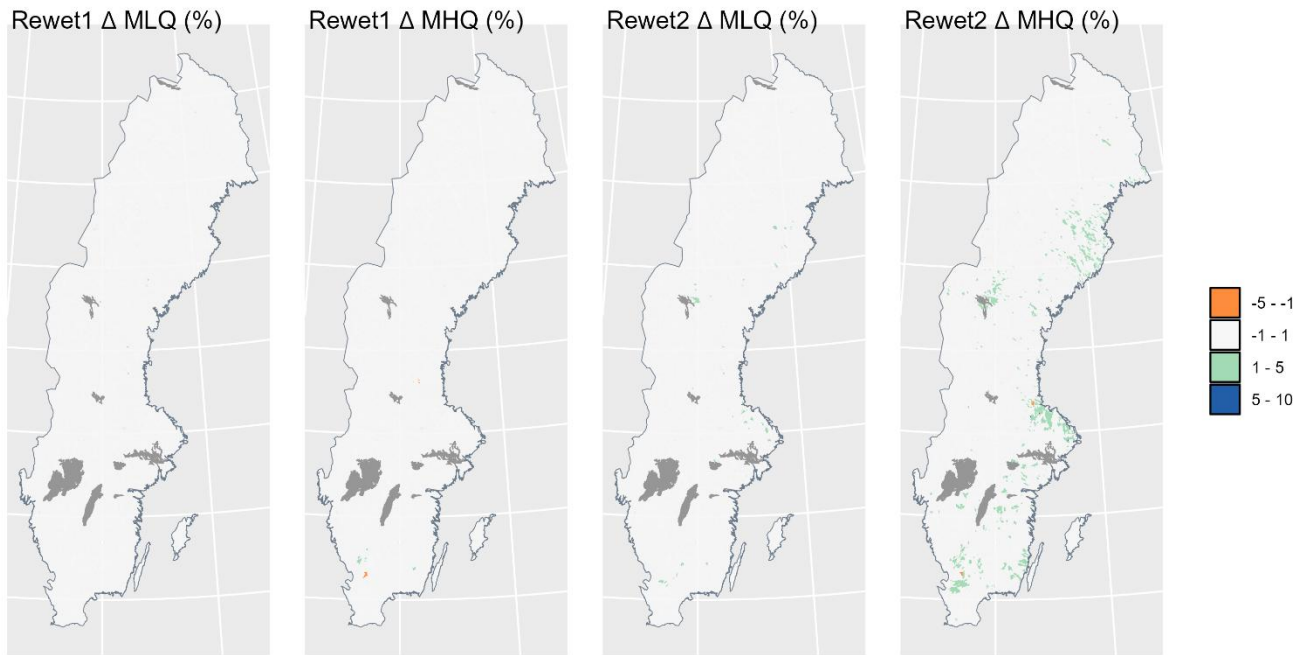 Rewet1 Δ MLQ (%)
Rewet1 Δ MHQ (%)
Rewet2 Δ MLQ (%)
Rewet2 Δ MHQ (%)
-5 - -1
-1 - 1
1 - 5
5 - 10